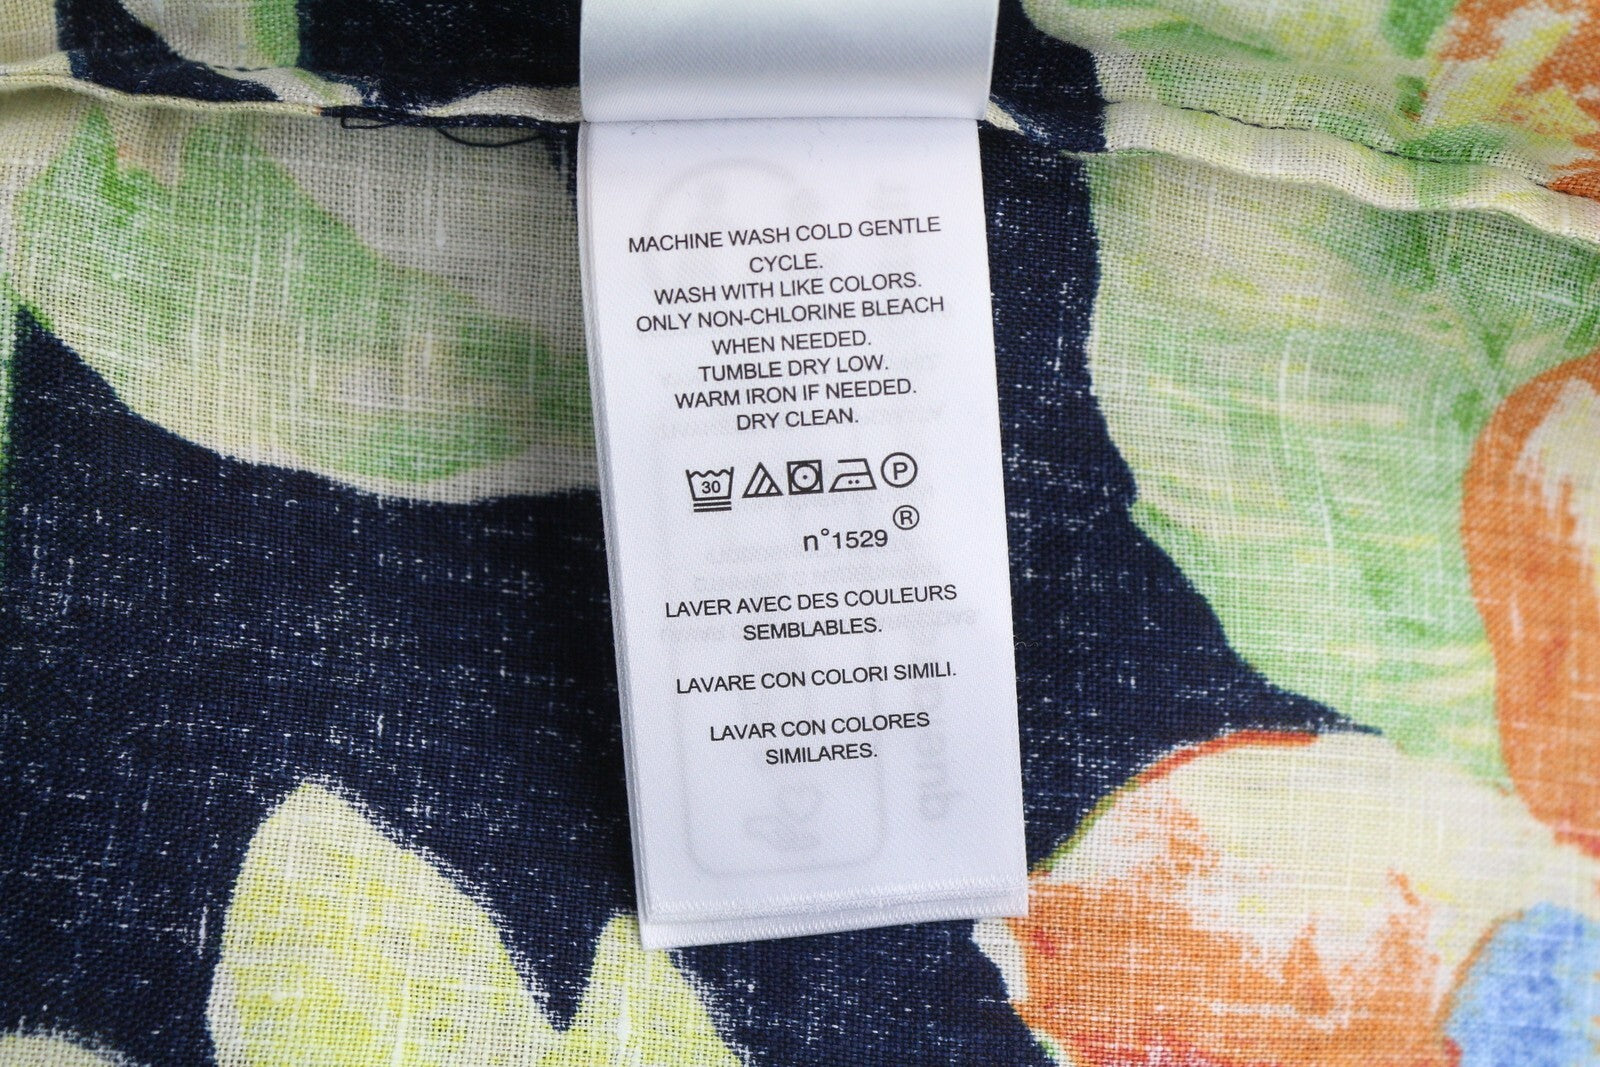 MACHINE WASH COLD GENTLE
CYCLE.
WASH WITH LIKE COLORS.
ONLY NON-CHLORINE BLEACH
WHEN NEEDED.
TUMBLE DRY LOW.
WARM IRON IF NEEDED.
DRY CLEAN.
30 P
n°1529®
LAVER AVEC DES COULEURS
SEMBLABLES.
LAVARE CON COLORI SIMILI.
LAVAR CON COLORES
SIMILARES.